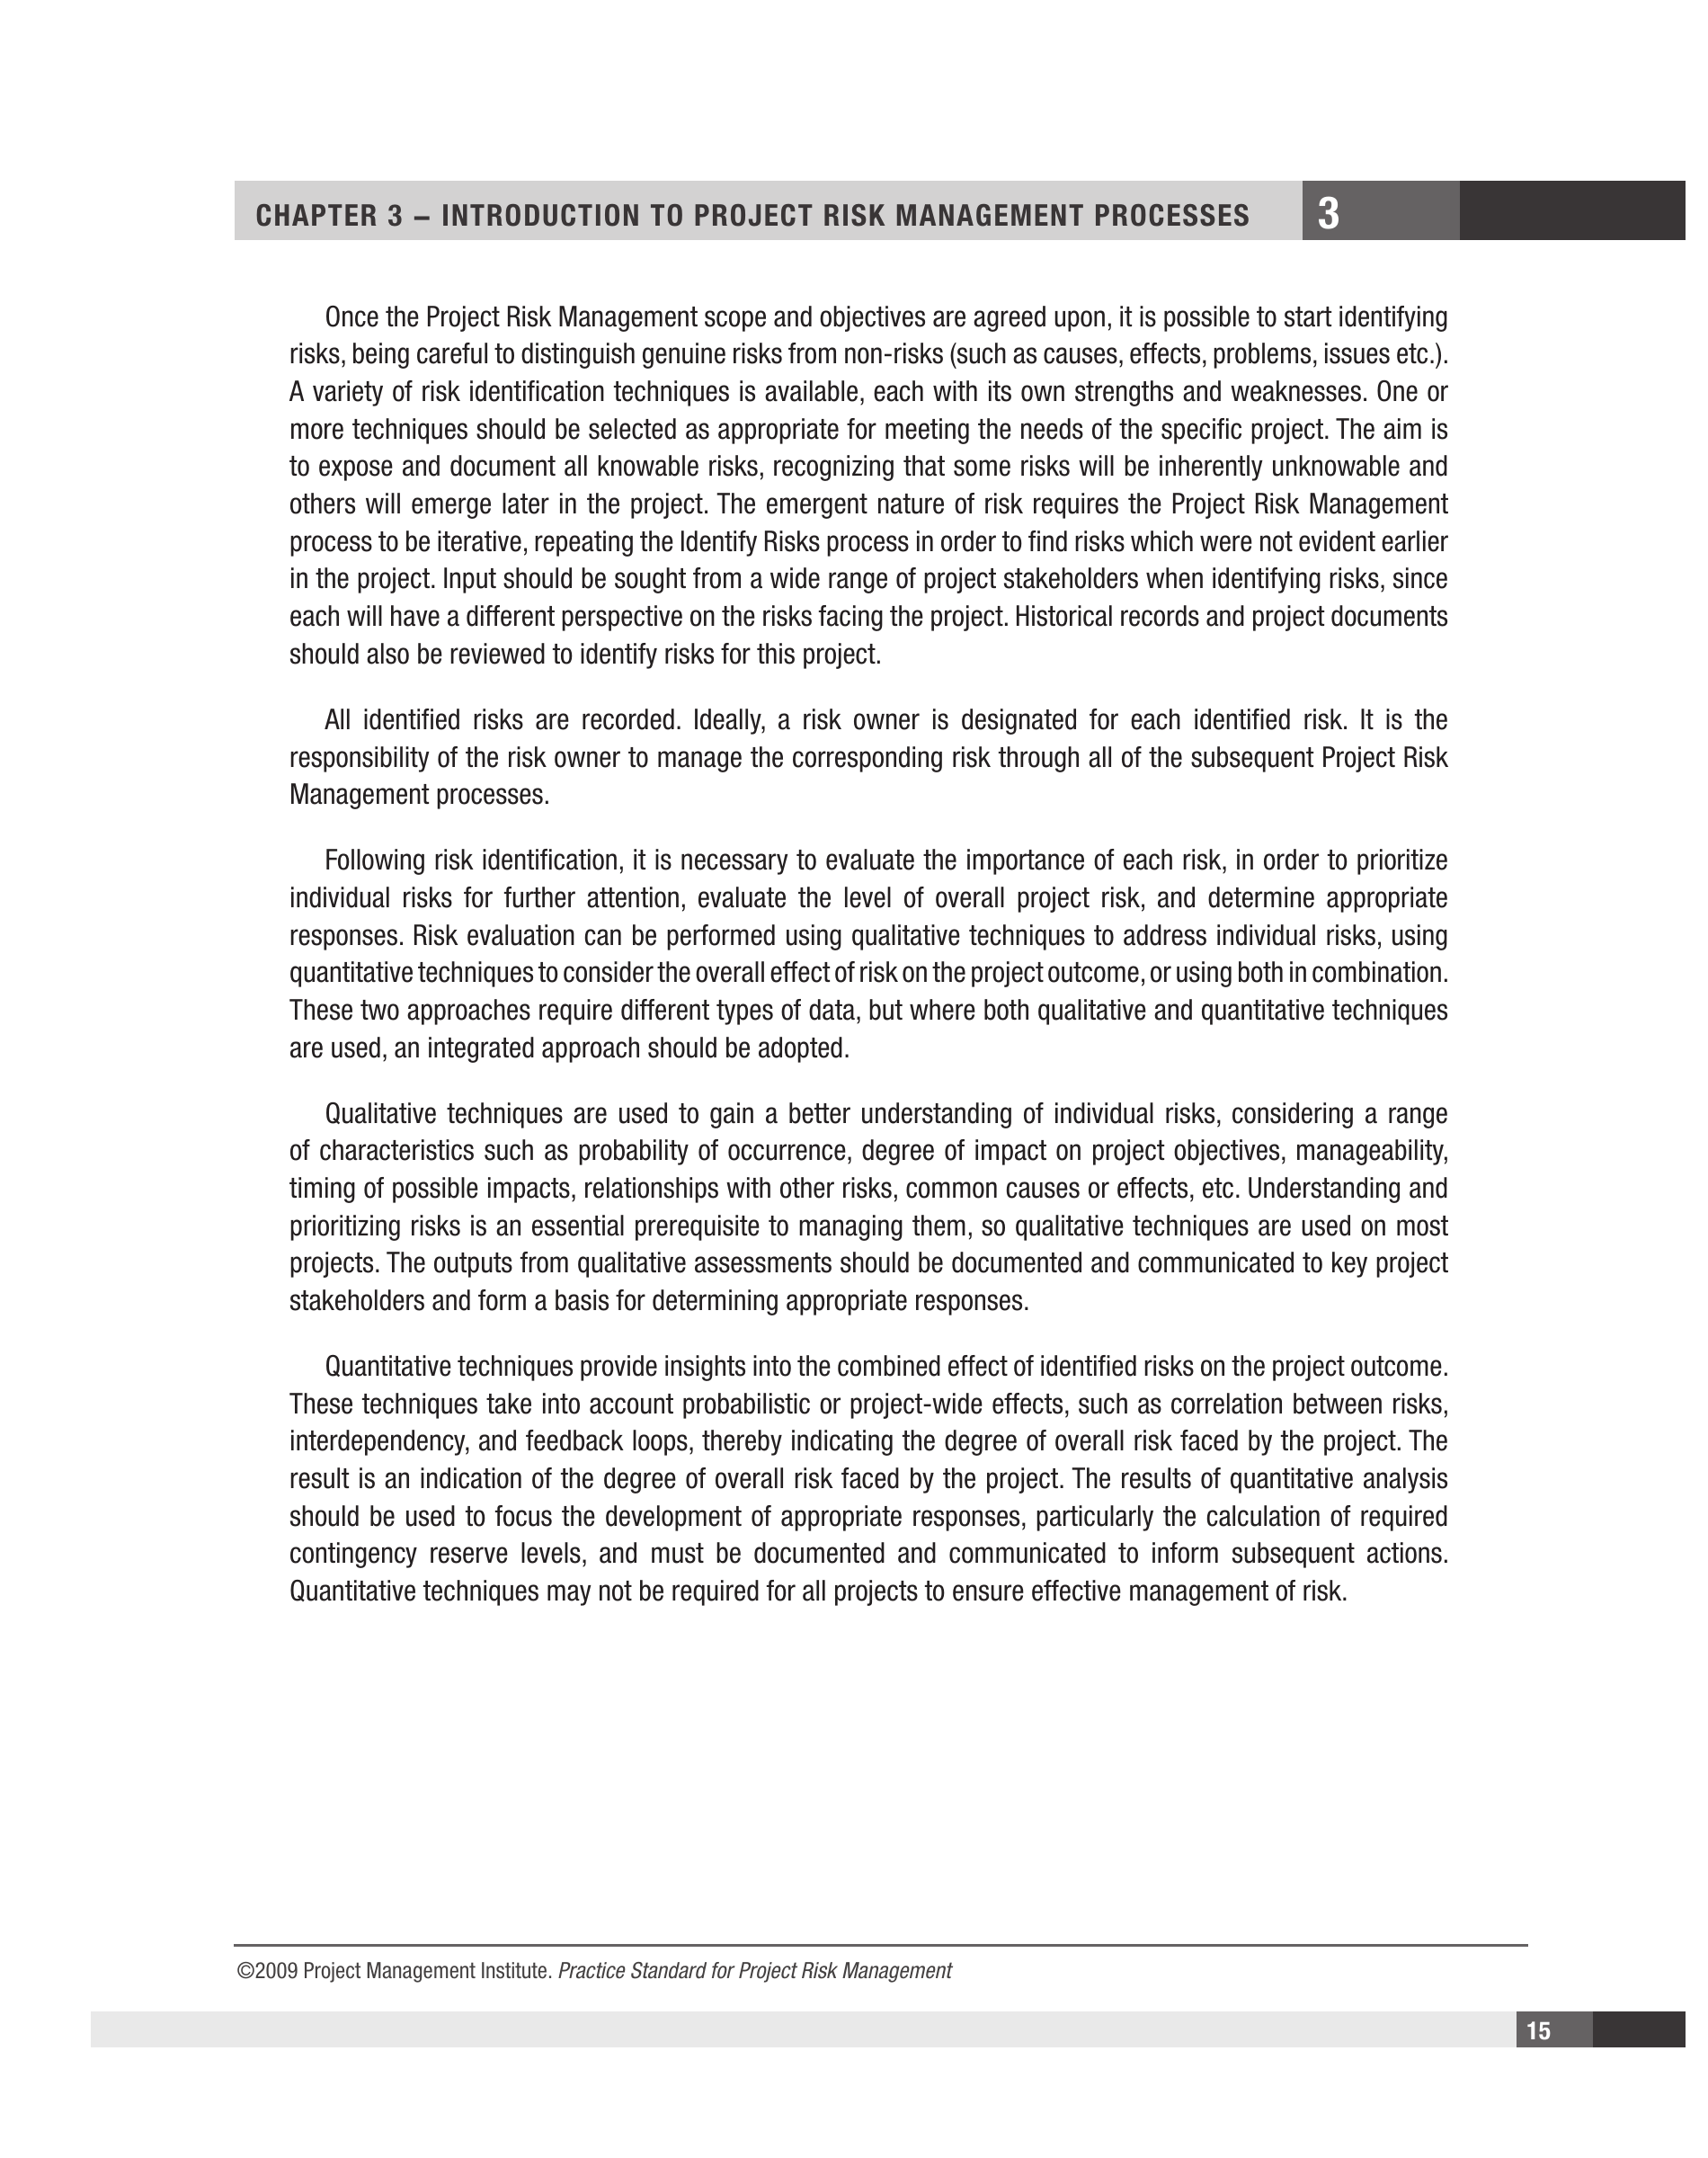 CHAPTER 3 – INTRODUCTION TO PROJECT RISK MANAGEMENT PROCESSES 3
Once the Project Risk Management scope and objectives are agreed upon, it is possible to start identifying
risks, being careful to distinguish genuine risks from non-risks (such as causes, effects, problems, issues etc.).
A variety of risk identification techniques is available, each with its own strengths and weaknesses. One or
more techniques should be selected as appropriate for meeting the needs of the specific project. The aim is
to expose and document all knowable risks, recognizing that some risks will be inherently unknowable and
others will emerge later in the project. The emergent nature of risk requires the Project Risk Management
process to be iterative, repeating the Identify Risks process in order to find risks which were not evident earlier
in the project. Input should be sought from a wide range of project stakeholders when identifying risks, since
each will have a different perspective on the risks facing the project. Historical records and project documents
should also be reviewed to identify risks for this project.
All identified risks are recorded. Ideally, a risk owner is designated for each identified risk. It is the
responsibility of the risk owner to manage the corresponding risk through all of the subsequent Project Risk
Management processes.
Following risk identification, it is necessary to evaluate the importance of each risk, in order to prioritize
individual risks for further attention, evaluate the level of overall project risk, and determine appropriate
responses. Risk evaluation can be performed using qualitative techniques to address individual risks, using
quantitative techniques to consider the overall effect of risk on the project outcome, or using both in combination.
These two approaches require different types of data, but where both qualitative and quantitative techniques
are used, an integrated approach should be adopted.
Qualitative techniques are used to gain a better understanding of individual risks, considering a range
of characteristics such as probability of occurrence, degree of impact on project objectives, manageability,
timing of possible impacts, relationships with other risks, common causes or effects, etc. Understanding and
prioritizing risks is an essential prerequisite to managing them, so qualitative techniques are used on most
projects. The outputs from qualitative assessments should be documented and communicated to key project
stakeholders and form a basis for determining appropriate responses.
Quantitative techniques provide insights into the combined effect of identified risks on the project outcome.
These techniques take into account probabilistic or project-wide effects, such as correlation between risks,
interdependency, and feedback loops, thereby indicating the degree of overall risk faced by the project. The
result is an indication of the degree of overall risk faced by the project. The results of quantitative analysis
should be used to focus the development of appropriate responses, particularly the calculation of required
contingency reserve levels, and must be documented and communicated to inform subsequent actions.
Quantitative techniques may not be required for all projects to ensure effective management of risk.
©2009 Project Management Institute. Practice Standard for Project Risk Management
15